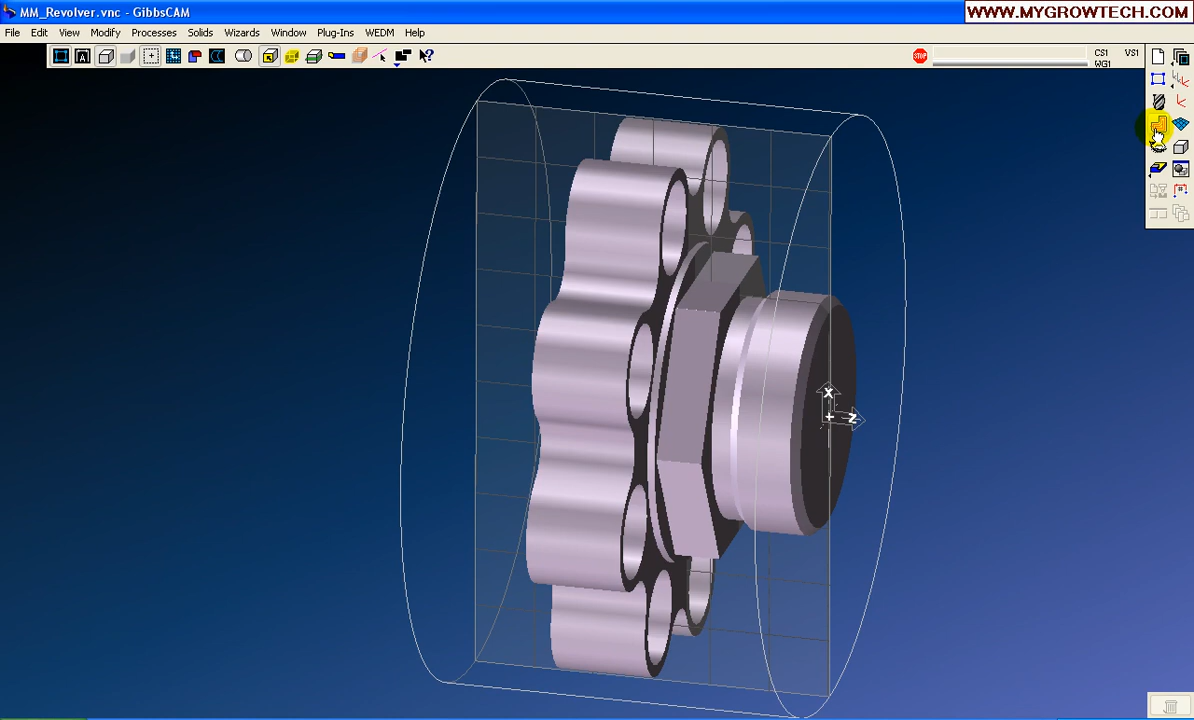 MM_Revolver.vnc - GibbsCAM
WWW.MYGROWTECH.COM
File Edit View Modify Processes Solids Wizards Window Plug-Ins WEDM Help
A
STOP
CS1 VS1
WG1
X
Z